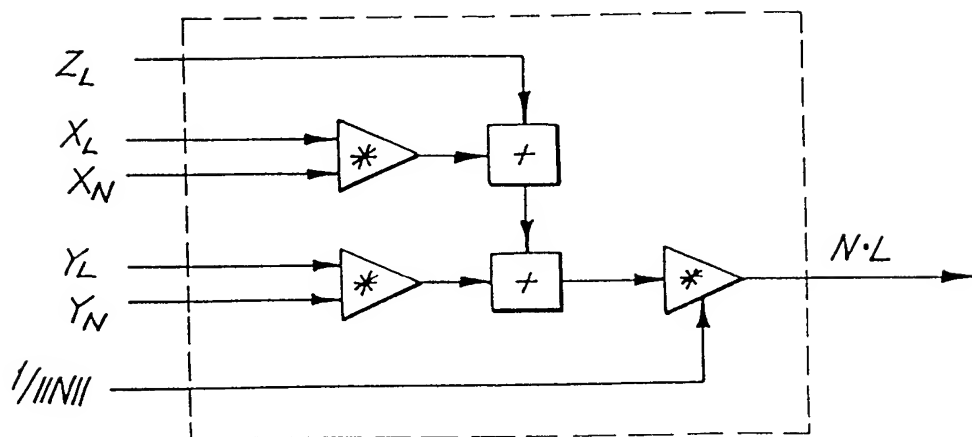 Z_L
X_L
*
+
X_N
Y_L
*
+
*
N·L
Y_N
1/|||N|||